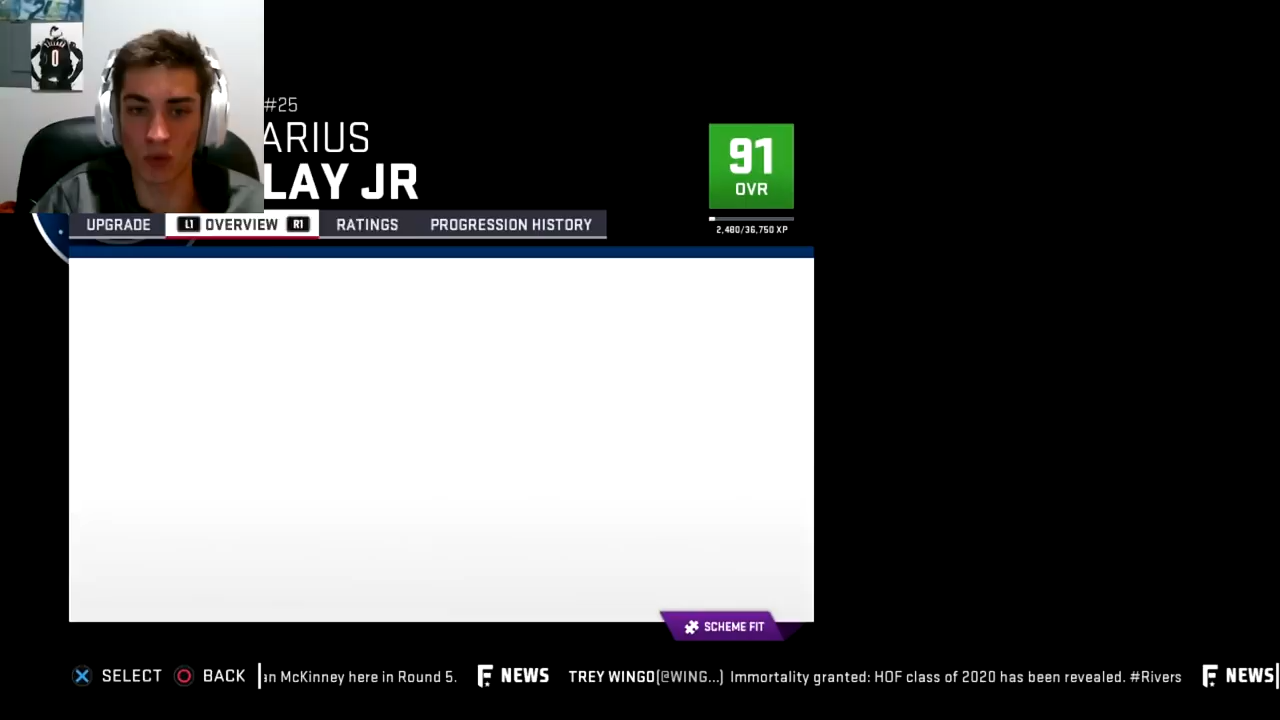 0
#25
ARIUS
LAY JR
91
OVR
2,480/36,750 XP
UPGRADE L1 OVERVIEW R1 RATINGS PROGRESSION HISTORY
SCHEME FIT
SELECT BACK an McKinney here in Round 5. NEWS TREY WINGO(@WING...) Immortality granted: HOF class of 2020 has been revealed. #Rivers NEWS